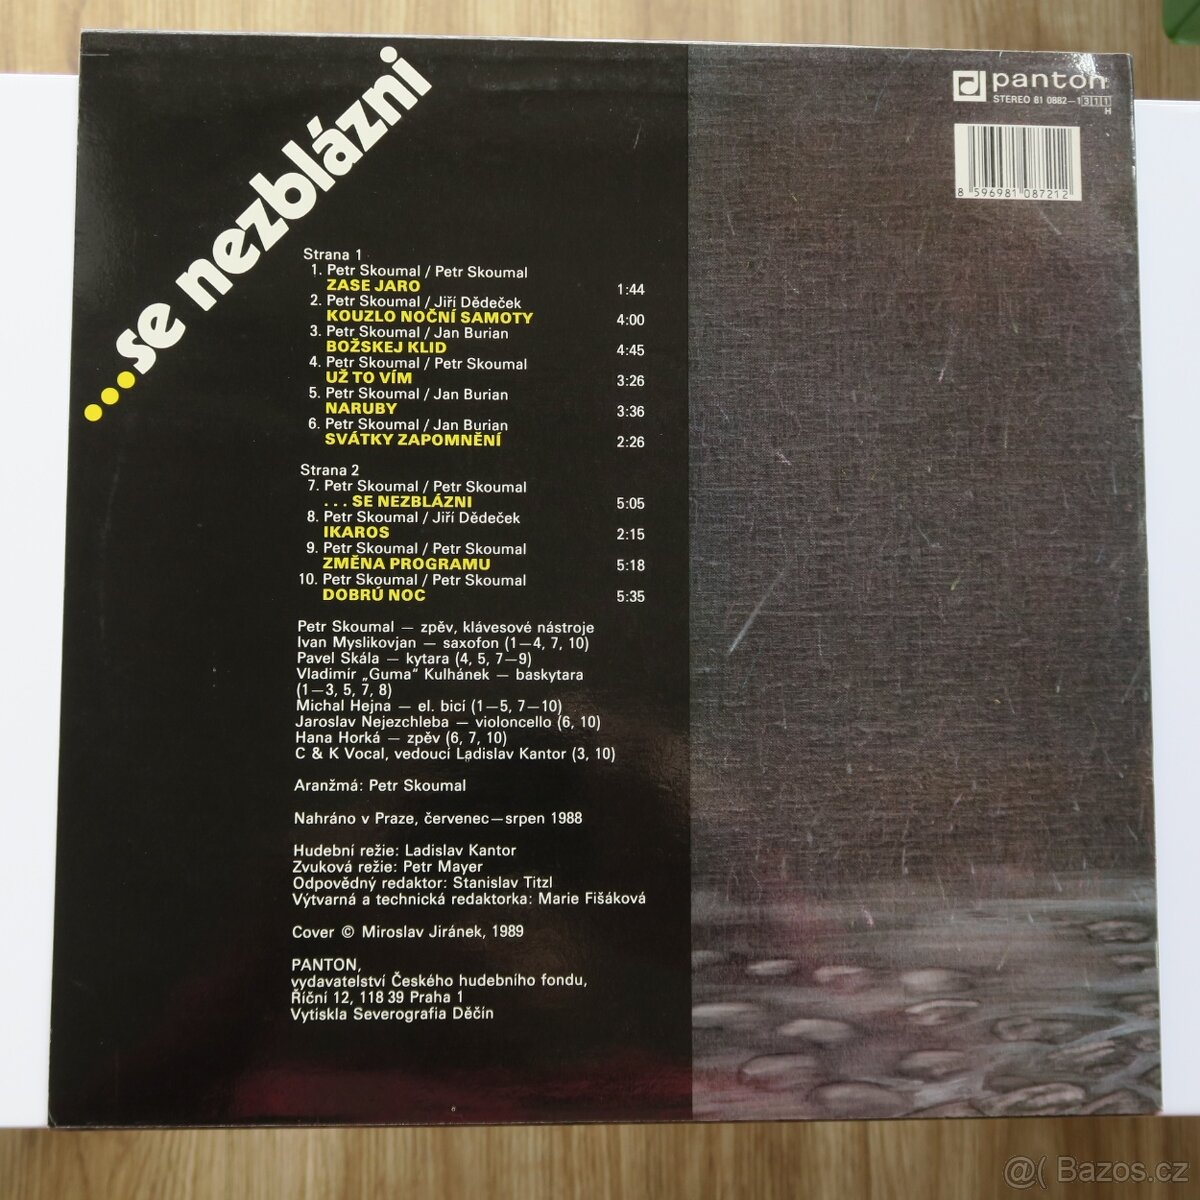 ...se nezblázni
panton
STEREO 81 0882-1 311
H
8 596981 087212
Strana 1
1. Petr Skoumal / Petr Skoumal
ZASE JARO 1:44
2. Petr Skoumal / Jiří Dědeček
KOUZLO NOČNÍ SAMOTY 4:00
3. Petr Skoumal / Jan Burian
BOŽSKEJ KLID 4:45
4. Petr Skoumal / Petr Skoumal
UŽ TO VÍM 3:26
5. Petr Skoumal / Jan Burian
NARUBY 3:36
6. Petr Skoumal / Jan Burian
SVÁTKY ZAPOMNĚNÍ 2:26
Strana 2
7. Petr Skoumal / Petr Skoumal
... SE NEZBLÁZNI 5:05
8. Petr Skoumal / Jiří Dědeček
IKAROS 2:15
9. Petr Skoumal / Petr Skoumal
ZMĚNA PROGRAMU 5:18
10. Petr Skoumal / Petr Skoumal
DOBRŮ NOC 5:35
Petr Skoumal — zpěv, klávesové nástroje
Ivan Myslikovjan — saxofon (1—4, 7, 10)
Pavel Skála — kytara (4, 5, 7—9)
Vladimír „Guma" Kulhánek — baskytara
(1—3, 5, 7, 8)
Michal Hejna — el. bicí (1—5, 7—10)
Jaroslav Nejezchleba — violoncello (6, 10)
Hana Horká — zpěv (6, 7, 10)
C & K Vocal, vedoucí Ladislav Kantor (3, 10)
Aranžmá: Petr Skoumal
Nahráno v Praze, červenec—srpen 1988
Hudební režie: Ladislav Kantor
Zvuková režie: Petr Mayer
Odpovědný redaktor: Stanislav Titzl
Výtvarná a technická redaktorka: Marie Fišáková
Cover © Miroslav Jiránek, 1989
PANTON,
vydavatelství Českého hudebního fondu,
Říční 12, 118 39 Praha 1
Vytiskla Severografia Děčín
@( Bazos.cz